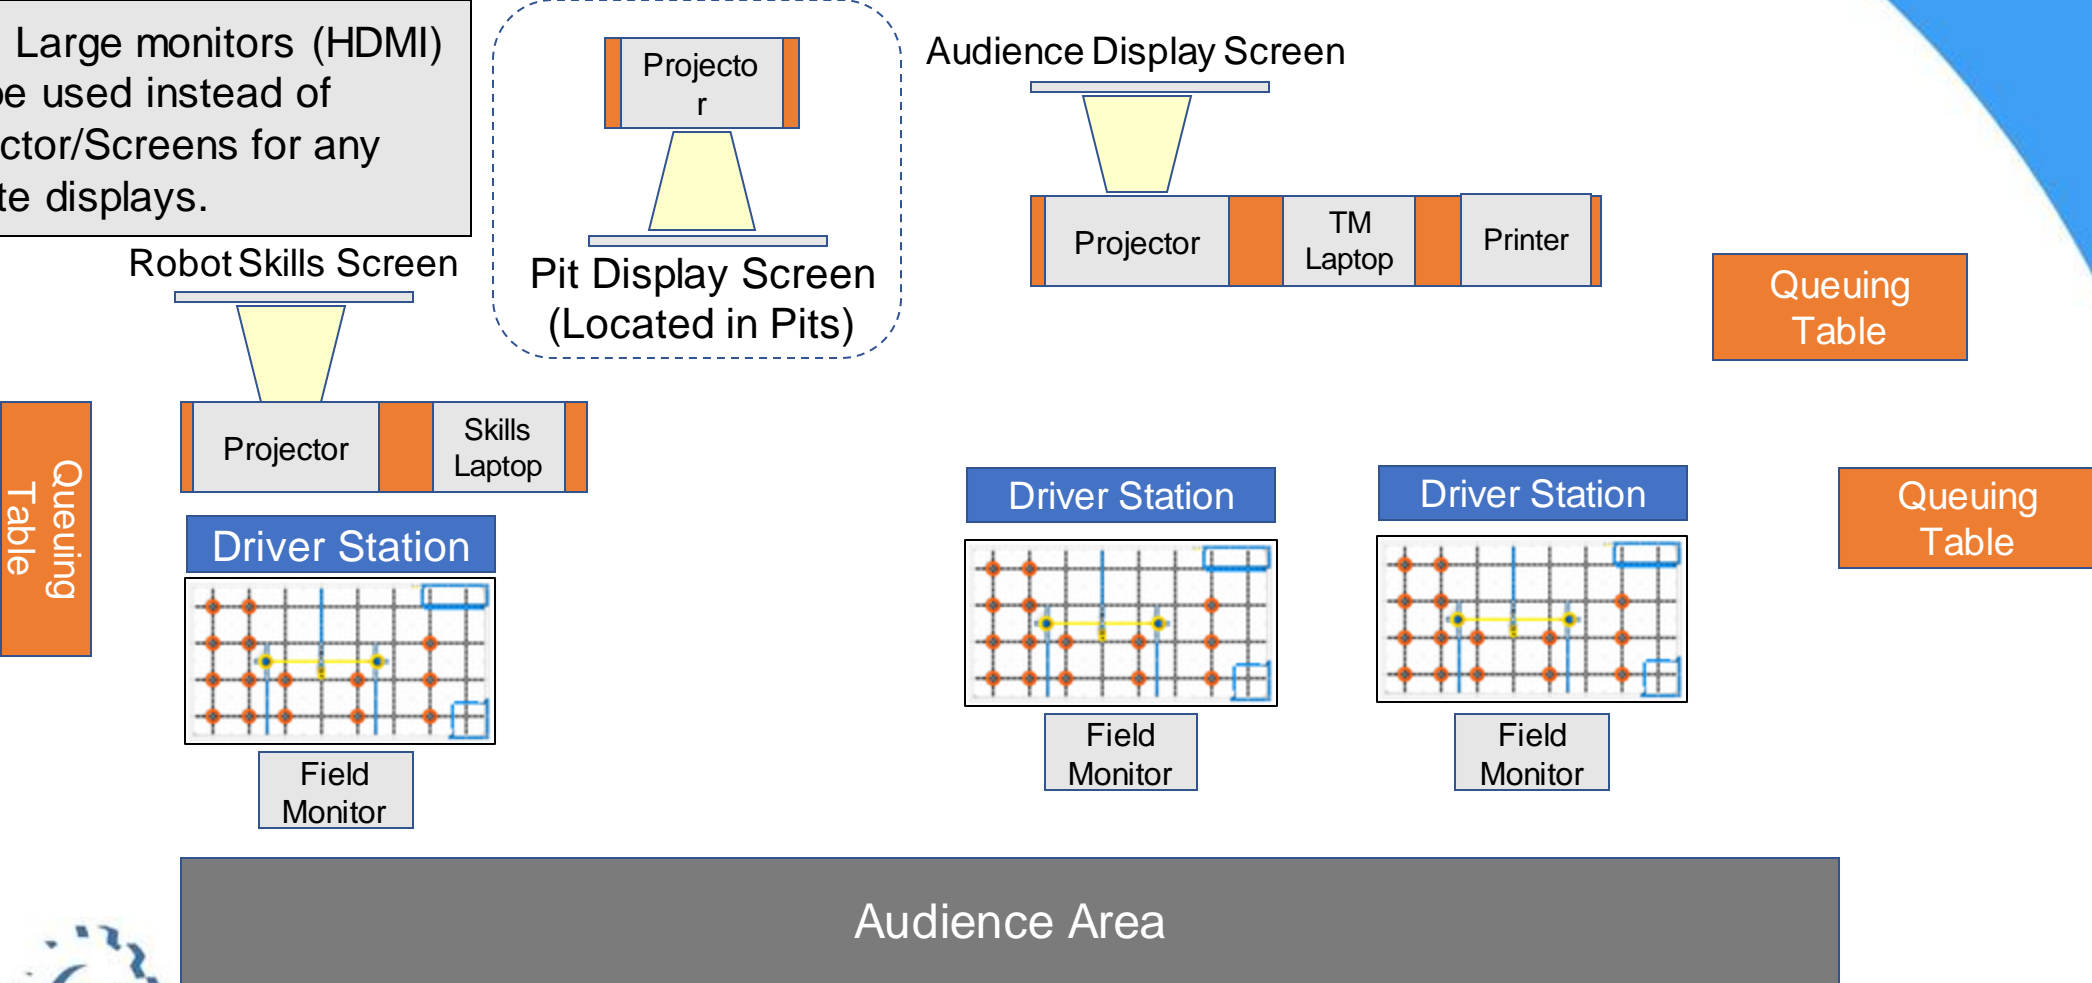 Large monitors (HDMI)
be used instead of
ctor/Screens for any
te displays.
Projecto
r
Pit Display Screen
(Located in Pits)
Audience Display Screen
Projector
TM
Laptop
Printer
Queuing
Table
Robot Skills Screen
Projector
Skills
Laptop
Queuing
Table
Driver Station
Field
Monitor
Driver Station
Field
Monitor
Driver Station
Field
Monitor
Queuing
Table
Audience Area